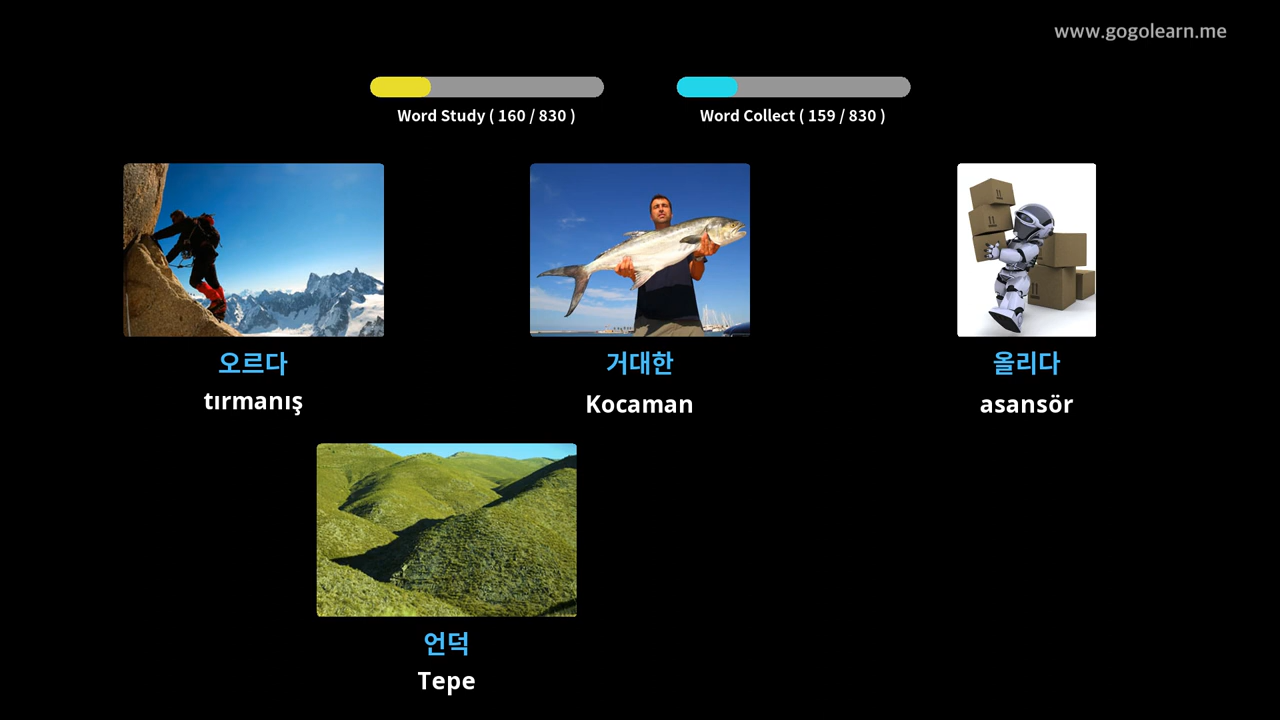 www.gogolearn.me
Word Study ( 160 / 830 )
Word Collect ( 159 / 830 )
오르다
tırmanış
거대한
Kocaman
올리다
asansör
언덕
Tepe